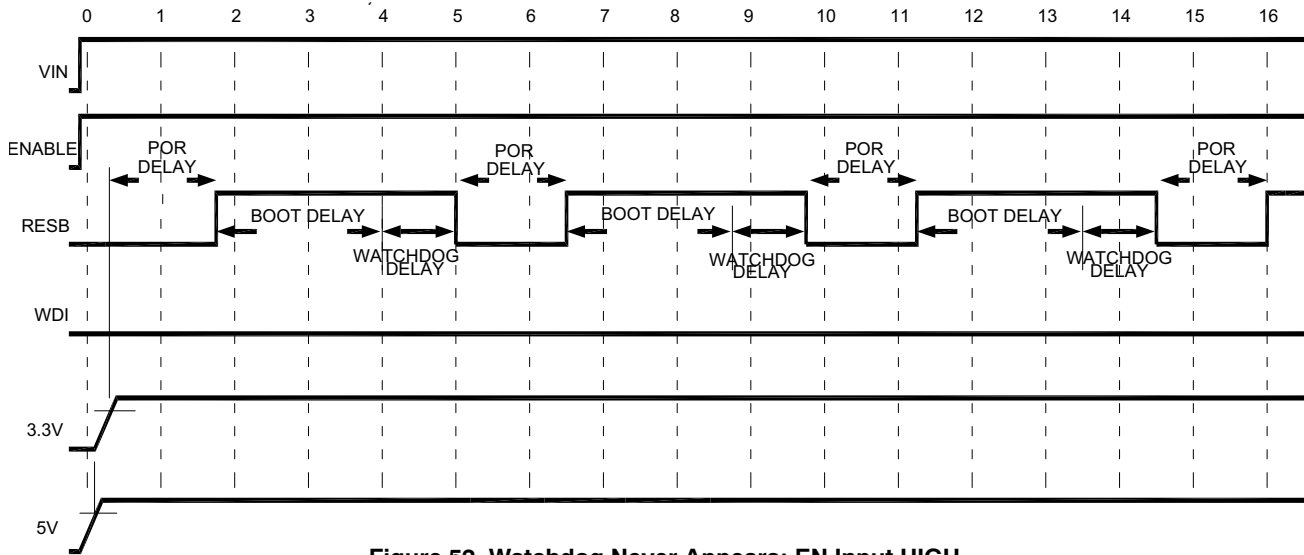 0 1 2 3 4 5 6 7 8 9 10 11 12 13 14 15 16
VIN
ENABLE
POR DELAY
POR DELAY
POR DELAY
POR DELAY
RESB
BOOT DELAY
WATCHDOG DELAY
BOOT DELAY
WATCHDOG DELAY
BOOT DELAY
WATCHDOG DELAY
WDI
3.3V
5V
Figure 52. Watchdog Never Appears; EN Input HIGH